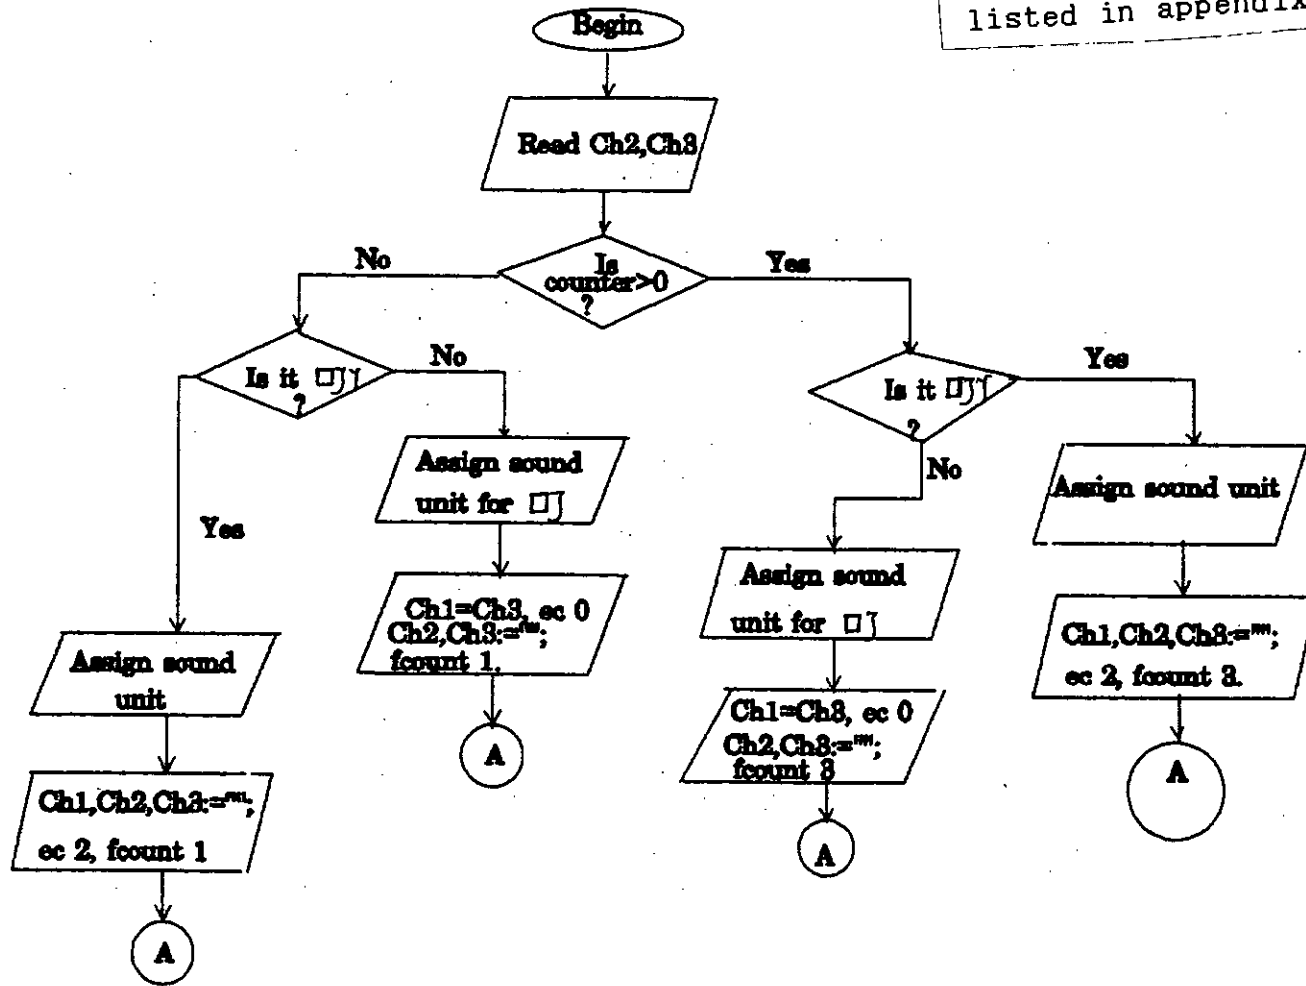 listed in appendix
Begin
Read Ch2,Ch3
Is
counter>0
?
No
Yes
Is it
?
No
Yes
Assign sound
unit for
Ch1=Ch3, ec 0
Ch2,Ch3:="";
fcount 1.
A
Assign sound
unit
Ch1,Ch2,Ch3:="";
ec 2, fcount 1
A
Is it
?
Yes
No
Assign sound
unit for
Ch1=Ch3, ec 0
Ch2,Ch3:="";
fcount 3
A
Assign sound unit
Ch1,Ch2,Ch3:="";
ec 2, fcount 3.
A